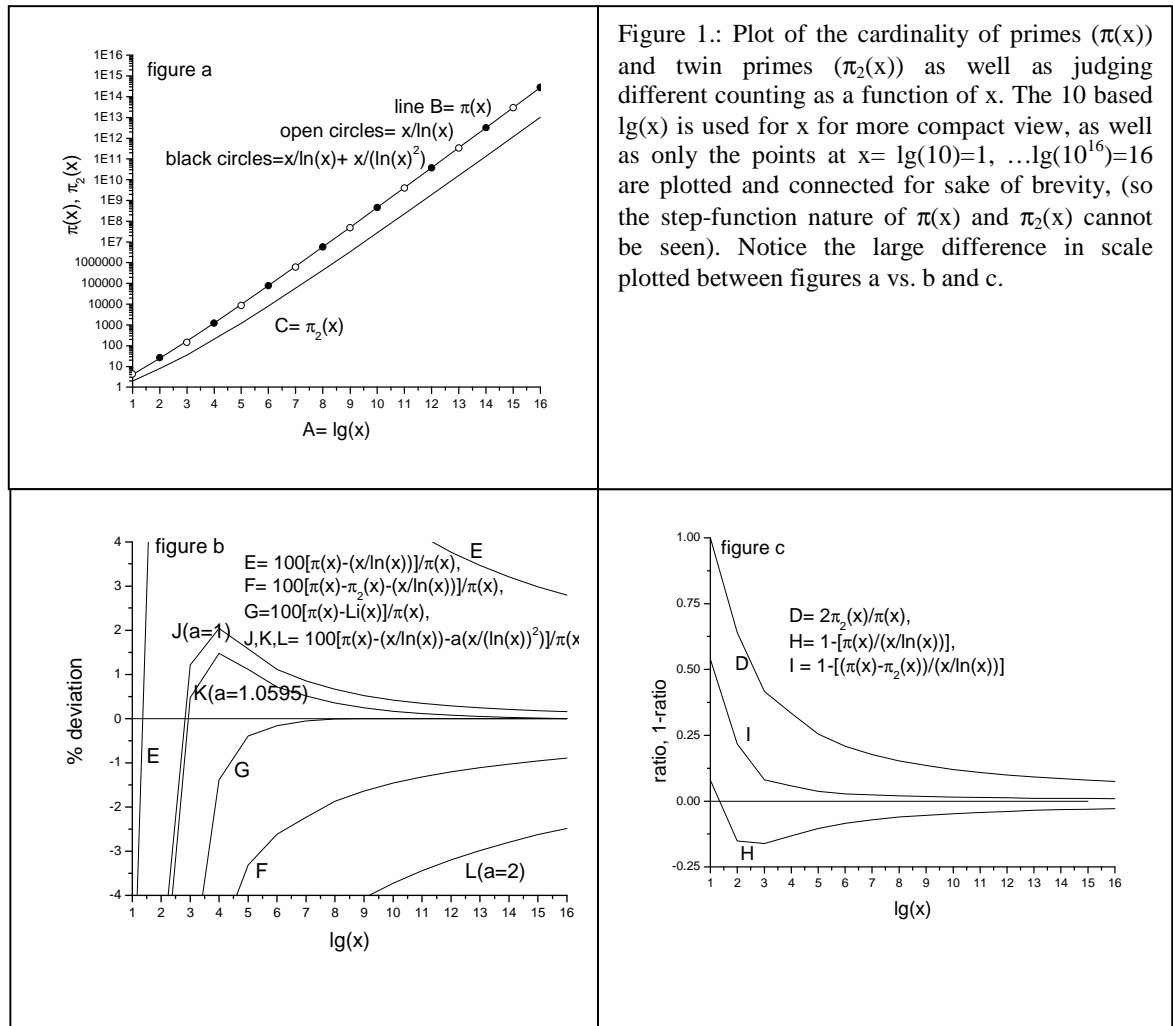 figure a
1E16
1E15
1E14
1E13
1E12
1E11
1E10
1E9
1E8
1E7
1000000
100000
10000
1000
100
10
1
π(x), π₂(x)
line B= π(x)
open circles= x/ln(x)
black circles=x/ln(x)+ x/(ln(x)²)
C= π₂(x)
1 2 3 4 5 6 7 8 9 10 11 12 13 14 15 16
A= lg(x)
Figure 1.: Plot of the cardinality of primes (π(x))
and twin primes (π₂(x)) as well as judging
different counting as a function of x. The 10 based
lg(x) is used for x for more compact view, as well
as only the points at x= lg(10)=1, …lg(10¹⁶)=16
are plotted and connected for sake of brevity, (so
the step-function nature of π(x) and π₂(x) cannot
be seen). Notice the large difference in scale
plotted between figures a vs. b and c.
figure b
4
3
2
1
0
-1
-2
-3
-4
% deviation
E
E= 100[π(x)-(x/ln(x))]/π(x),
F= 100[π(x)-π₂(x)-(x/ln(x))]/π(x),
G=100[π(x)-Li(x)]/π(x),
J,K,L= 100[π(x)-(x/ln(x))-a(x/(ln(x))²)]/π(x
J(a=1)
K(a=1.0595)
E
G
F
L(a=2)
1 2 3 4 5 6 7 8 9 10 11 12 13 14 15 16
lg(x)
figure c
1.00
0.75
0.50
0.25
0.00
-0.25
ratio, 1-ratio
D= 2π₂(x)/π(x),
H= 1-[π(x)/(x/ln(x))],
I = 1-[(π(x)-π₂(x))/(x/ln(x))]
D
I
H
1 2 3 4 5 6 7 8 9 10 11 12 13 14 15 16
lg(x)